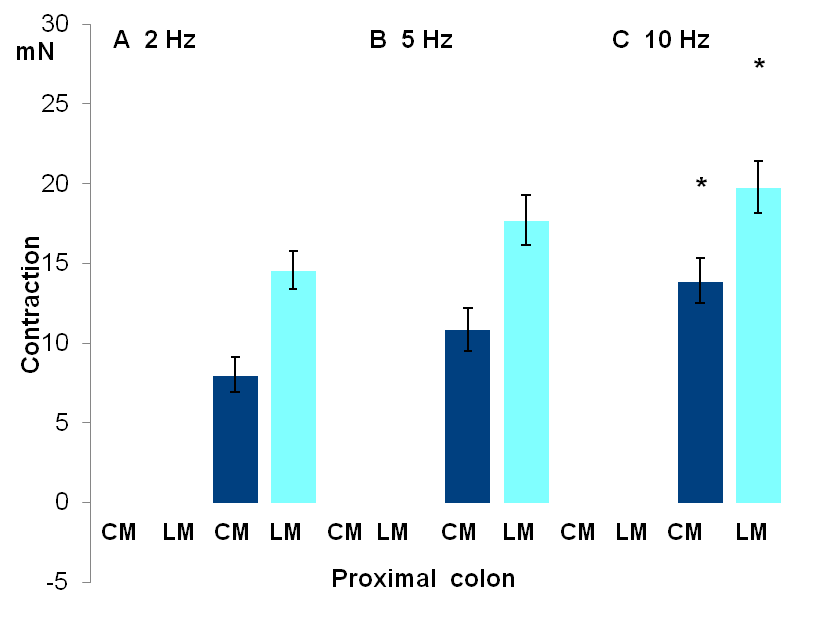 30
mN
A 2 Hz
B 5 Hz
C 10 Hz
*
25
20
*
15
Contraction
10
5
0
CM LM CM LM CM LM CM LM CM LM CM LM
-5
Proximal colon